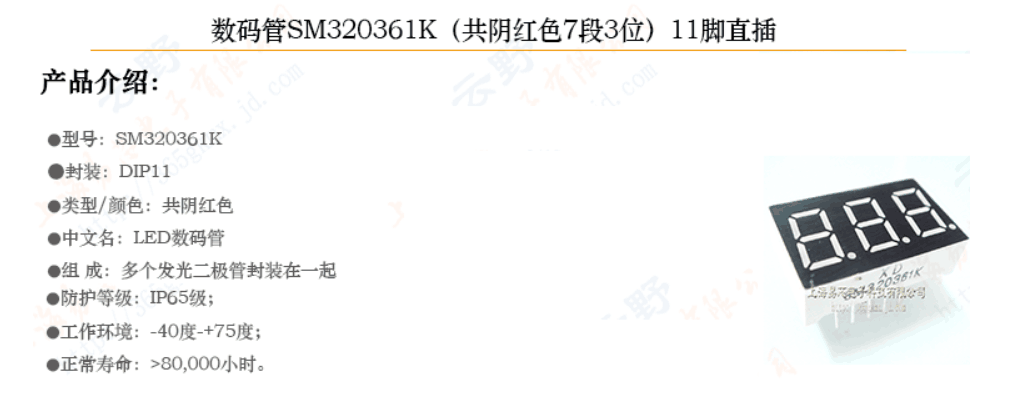 数码管SM320361K（共阴红色7段3位）11脚直插
产品介绍：
●型号：SM320361K
●封装：DIP11
●类型/颜色：共阴红色
●中文名：LED数码管
●组 成：多个发光二极管封装在一起
●防护等级：IP65级；
●工作环境：-40度-+75度；
●正常寿命：>80,000小时。